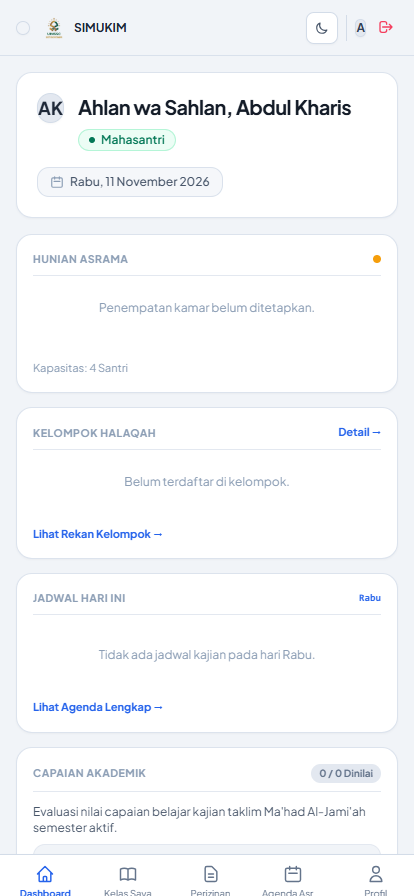 SIMUKIM
A
AK
Ahlan wa Sahlan, Abdul Kharis
Mahasantri
Rabu, 11 November 2026
HUNIAN ASRAMA
Penempatan kamar belum ditetapkan.
Kapasitas: 4 Santri
KELOMPOK HALAQAH
Detail →
Belum terdaftar di kelompok.
Lihat Rekan Kelompok →
JADWAL HARI INI
Rabu
Tidak ada jadwal kajian pada hari Rabu.
Lihat Agenda Lengkap →
CAPAIAN AKADEMIK
0 / 0 Dinilai
Evaluasi nilai capaian belajar kajian taklim Ma'had Al-Jami'ah
semester aktif.
Dashboard
Kelas Saya
Perizinan
Agenda Asr
Profil